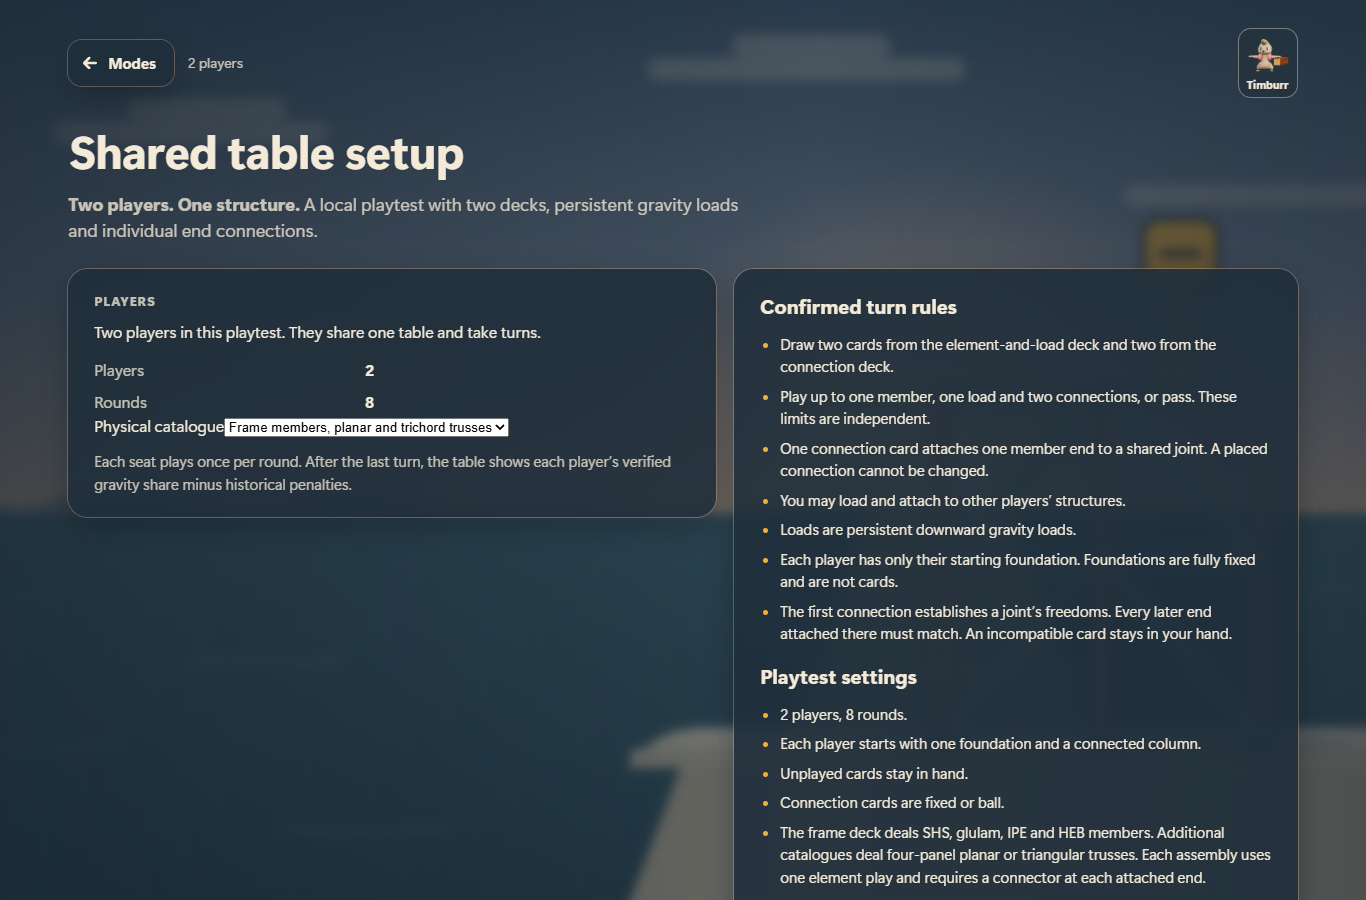 Modes
2 players
Timburr
Shared table setup
Two players. One structure. A local playtest with two decks, persistent gravity loads
and individual end connections.
PLAYERS
Two players in this playtest. They share one table and take turns.
Players 2
Rounds 8
Physical catalogue Frame members, planar and trichord trusses
Each seat plays once per round. After the last turn, the table shows each player’s verified
gravity share minus historical penalties.
Confirmed turn rules
Draw two cards from the element-and-load deck and two from the
connection deck.
Play up to one member, one load and two connections, or pass. These
limits are independent.
One connection card attaches one member end to a shared joint. A placed
connection cannot be changed.
You may load and attach to other players’ structures.
Loads are persistent downward gravity loads.
Each player has only their starting foundation. Foundations are fully fixed
and are not cards.
The first connection establishes a joint’s freedoms. Every later end
attached there must match. An incompatible card stays in your hand.
Playtest settings
2 players, 8 rounds.
Each player starts with one foundation and a connected column.
Unplayed cards stay in hand.
Connection cards are fixed or ball.
The frame deck deals SHS, glulam, IPE and HEB members. Additional
catalogues deal four-panel planar or triangular trusses. Each assembly uses
one element play and requires a connector at each attached end.